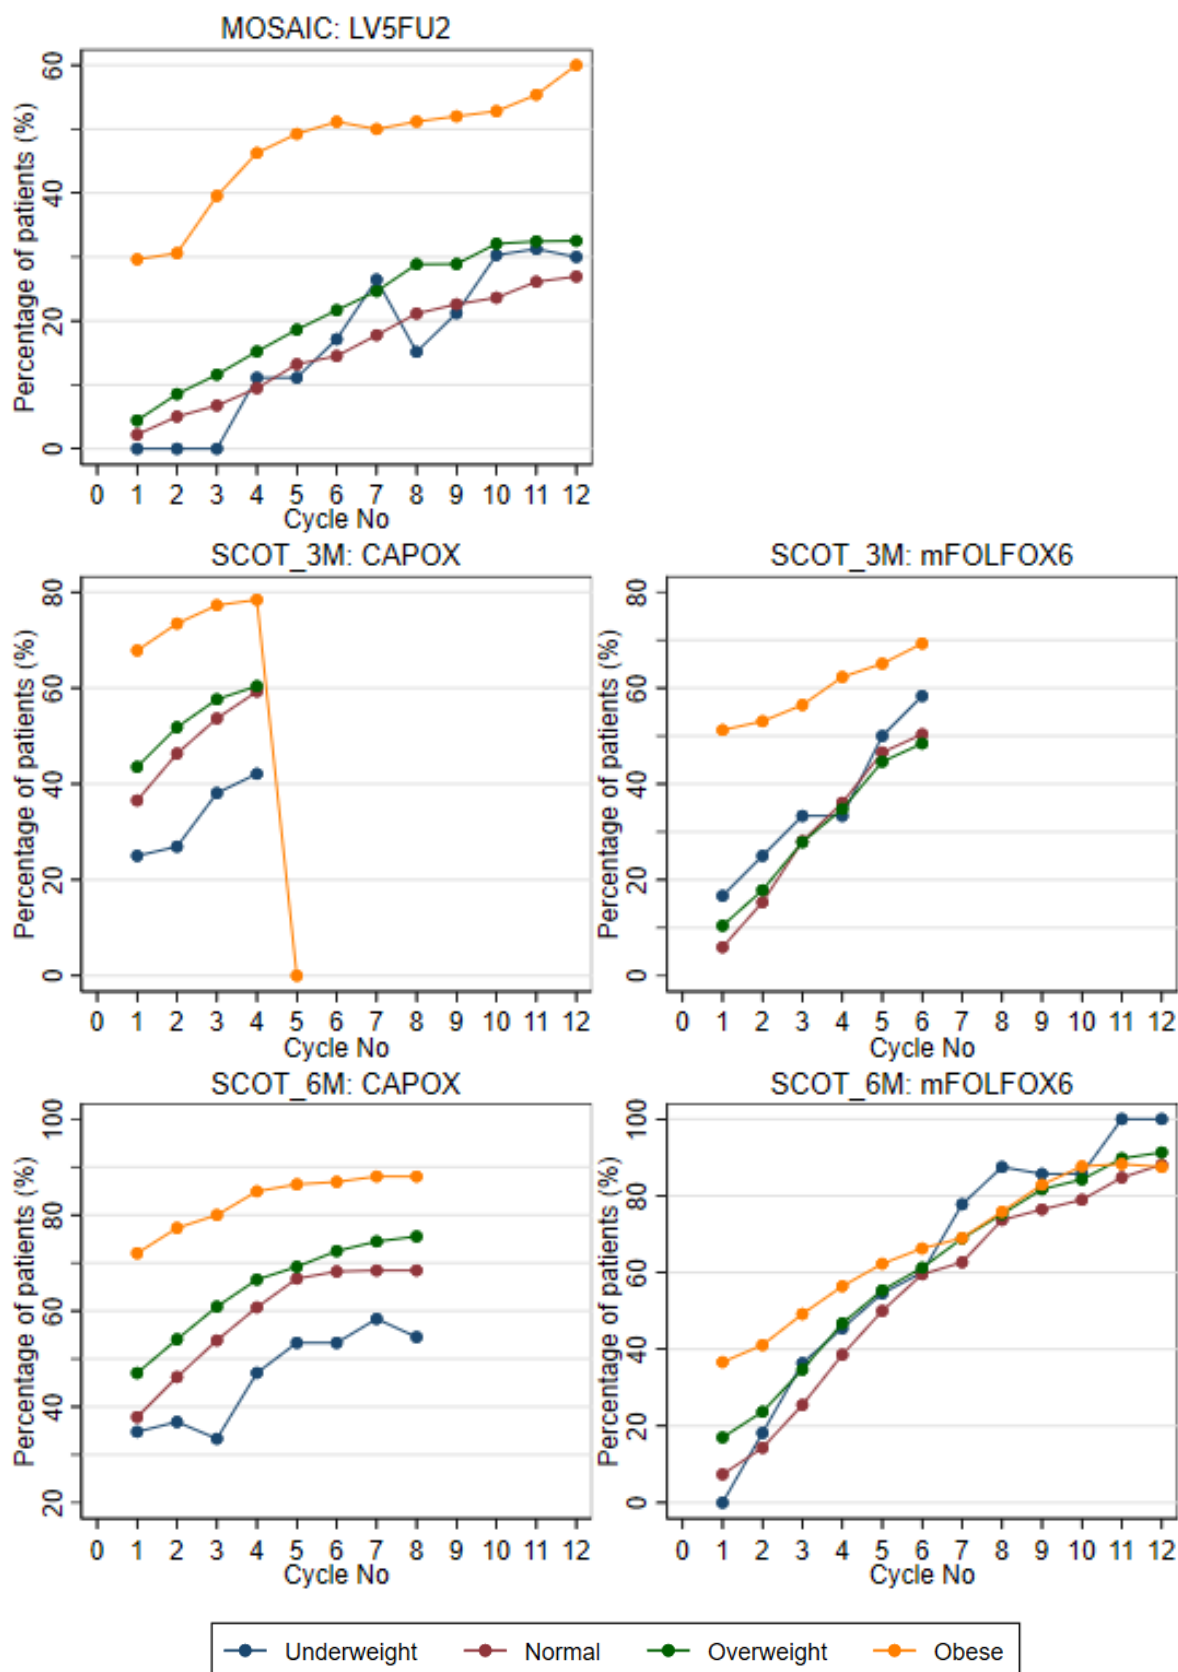 MOSAIC: LV5FU2
Percentage of patients (%)
60
40
20
0
0 1 2 3 4 5 6 7 8 9 10 11 12
Cycle No
SCOT_3M: CAPOX
Percentage of patients (%)
80
60
40
20
0
0 1 2 3 4 5 6 7 8 9 10 11 12
Cycle No
SCOT_3M: mFOLFOX6
Percentage of patients (%)
80
60
40
20
0
0 1 2 3 4 5 6 7 8 9 10 11 12
Cycle No
SCOT_6M: CAPOX
Percentage of patients (%)
100
80
60
40
20
0 1 2 3 4 5 6 7 8 9 10 11 12
Cycle No
SCOT_6M: mFOLFOX6
Percentage of patients (%)
100
80
60
40
20
0
0 1 2 3 4 5 6 7 8 9 10 11 12
Cycle No
Underweight Normal Overweight Obese